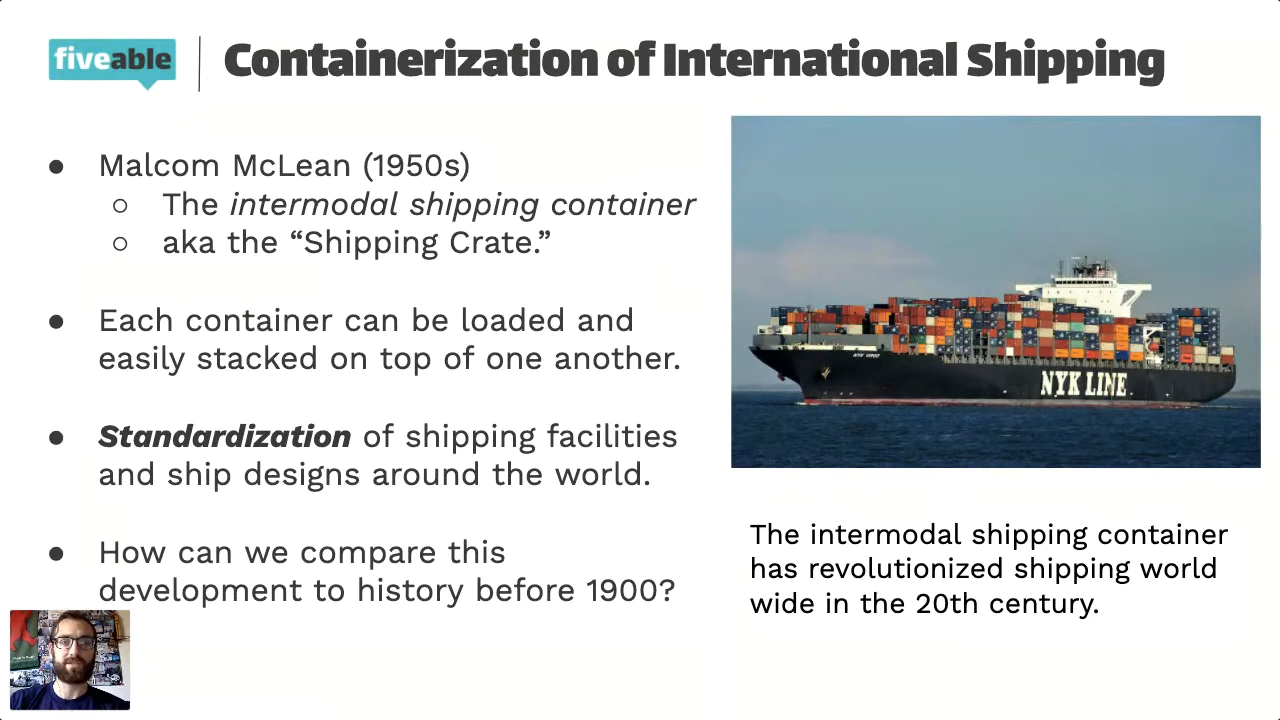 fiveable
Containerization of International Shipping
● Malcom McLean (1950s)
○ The intermodal shipping container
○ aka the “Shipping Crate.”
● Each container can be loaded and
easily stacked on top of one another.
● Standardization of shipping facilities
and ship designs around the world.
● How can we compare this
development to history before 1900?
NYK LINE
The intermodal shipping container
has revolutionized shipping world
wide in the 20th century.